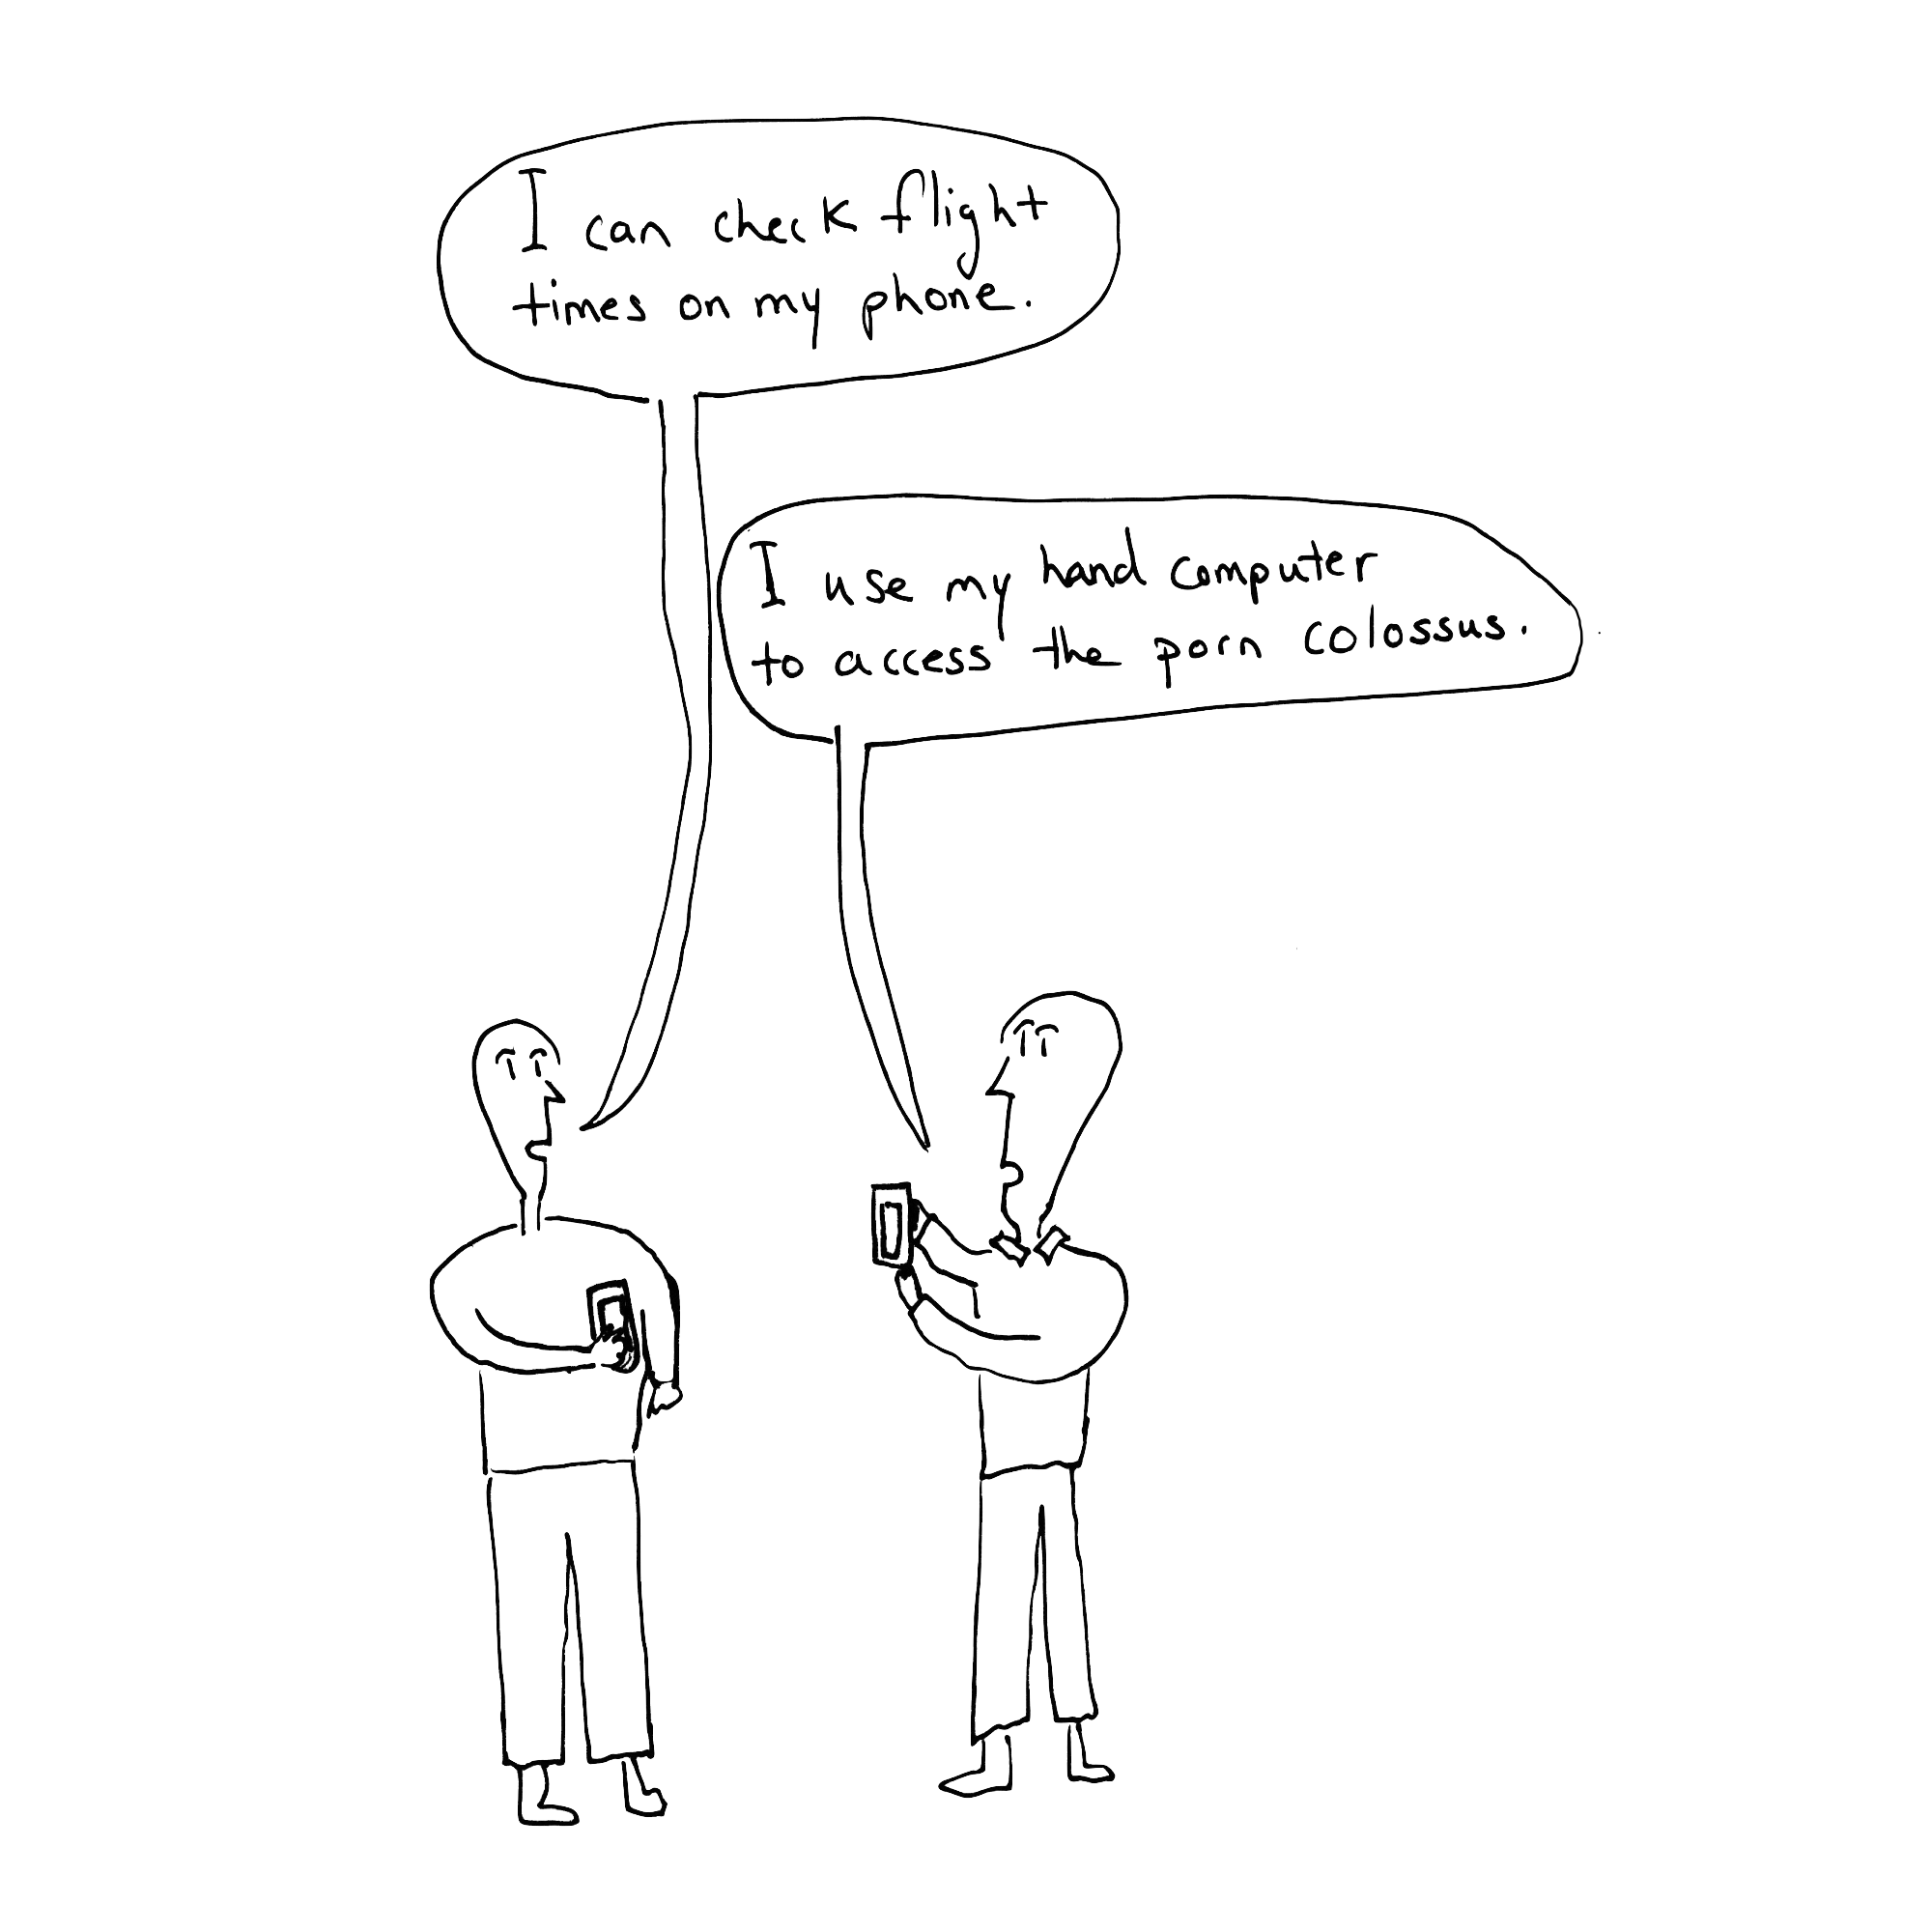 I can check flight
times on my phone.
I use my hand computer
to access the porn colossus.